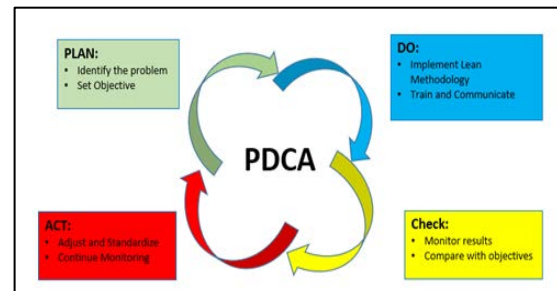 PLAN:
• Identify the problem
• Set Objective
DO:
• Implement Lean
Methodology
• Train and Communicate
PDCA
ACT:
• Adjust and Standardize
• Continue Monitoring
Check:
• Monitor results
• Compare with objectives